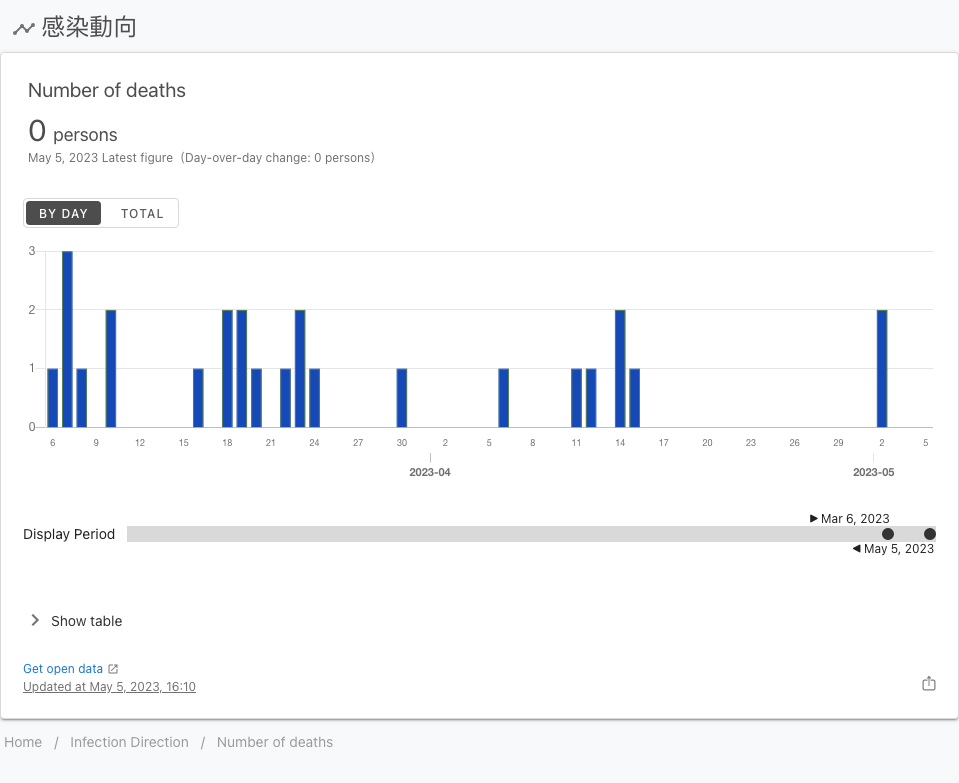 感染動向
Number of deaths
0 persons
May 5, 2023 Latest figure (Day-over-day change: 0 persons)
BY DAY TOTAL
3
2
1
0
6 9 12 15 18 21 24 27 30 2 5 8 11 14 17 20 23 26 29 2 5
2023-04 2023-05
Mar 6, 2023
Display Period
May 5, 2023
Show table
Get open data
Updated at May 5, 2023, 16:10
Home / Infection Direction / Number of deaths